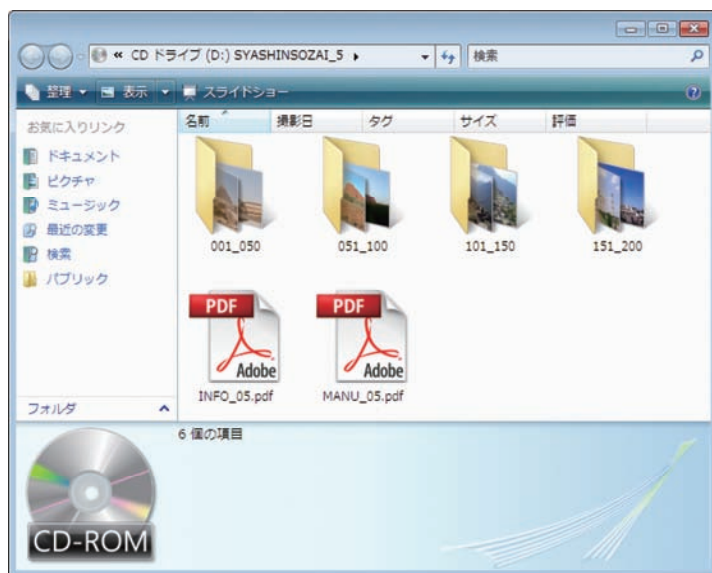 « CD ドライブ (D:) SYASHINSOZAI_5
検索
整理 表示 スライドショー
お気に入りリンク
ドキュメント
ピクチャ
ミュージック
最近の変更
検索
パブリック
フォルダ
名前 撮影日 タグ サイズ 評価
001_050 051_100 101_150 151_200
PDF PDF
Adobe Adobe
INFO_05.pdf MANU_05.pdf
6 個の項目
CD-ROM